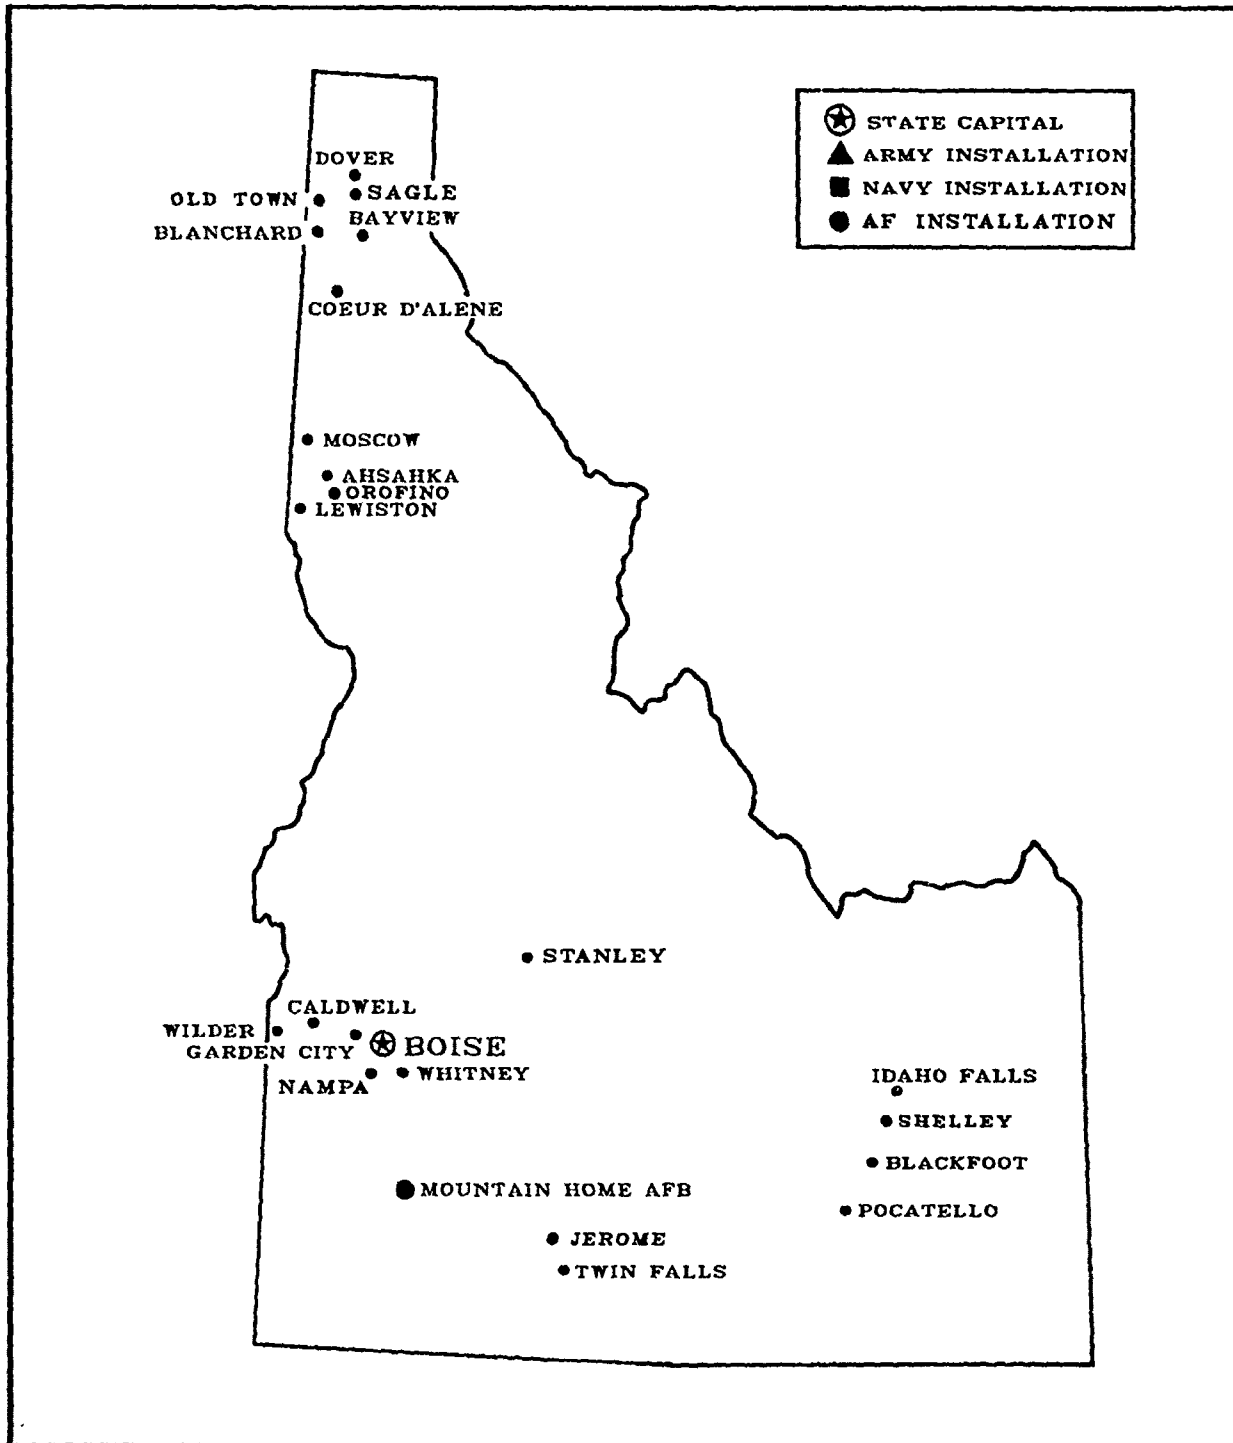 STATE CAPITAL
ARMY INSTALLATION
NAVY INSTALLATION
AF INSTALLATION
DOVER
OLD TOWN
SAGLE
BAYVIEW
BLANCHARD
COEUR D'ALENE
MOSCOW
AHSAHKA
OROFINO
LEWISTON
STANLEY
CALDWELL
WILDER
GARDEN CITY
BOISE
NAMPA
WHITNEY
IDAHO FALLS
SHELLEY
BLACKFOOT
MOUNTAIN HOME AFB
POCATELLO
JEROME
TWIN FALLS